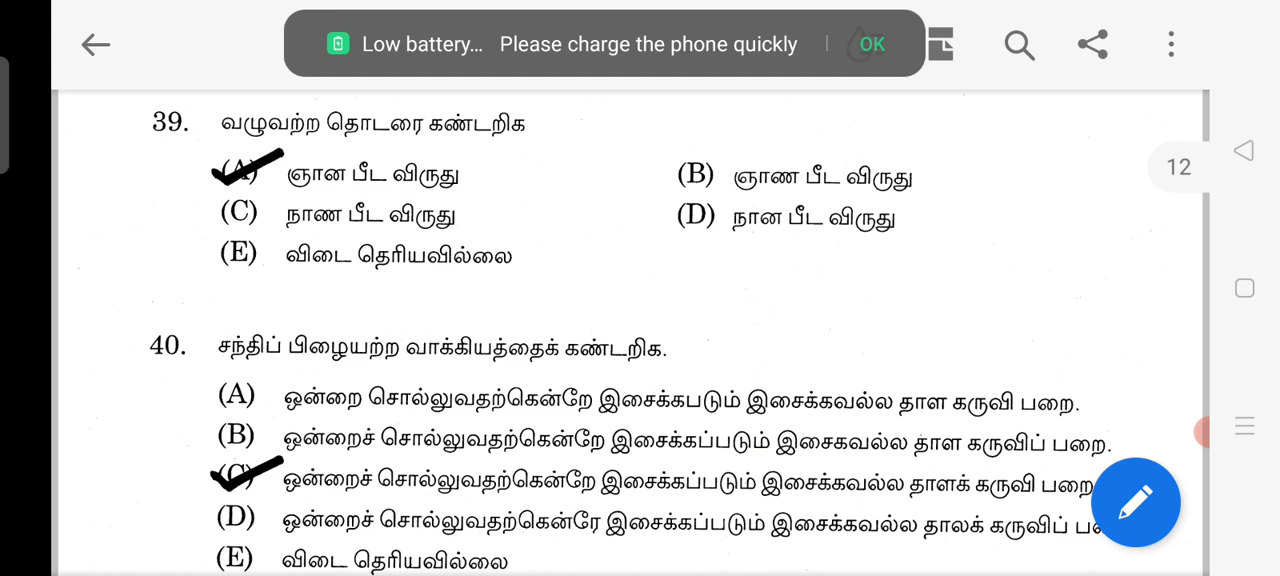 Low battery... Please charge the phone quickly | OK
12
39. வழுவற்ற தொடரை கண்டறிக
(A) ஞான பீட விருது (B) ஞாண பீட விருது
(C) நாண பீட விருது (D) நான பீட விருது
(E) விடை தெரியவில்லை
40. சந்திப் பிழையற்ற வாக்கியத்தைக் கண்டறிக.
(A) ஒன்றை சொல்லுவதற்கென்றே இசைக்கபடும் இசைக்கவல்ல தாள கருவி பறை.
(B) ஒன்றைச் சொல்லுவதற்கென்றே இசைக்கப்படும் இசைகவல்ல தாள கருவிப் பறை.
(C) ஒன்றைச் சொல்லுவதற்கென்றே இசைக்கப்படும் இசைக்கவல்ல தாளக் கருவி பறை
(D) ஒன்றைச் சொல்லுவதற்கென்ரே இசைக்கப்படும் இசைக்கவல்ல தாலக் கருவிப்
(E) விடை தெரியவில்லை